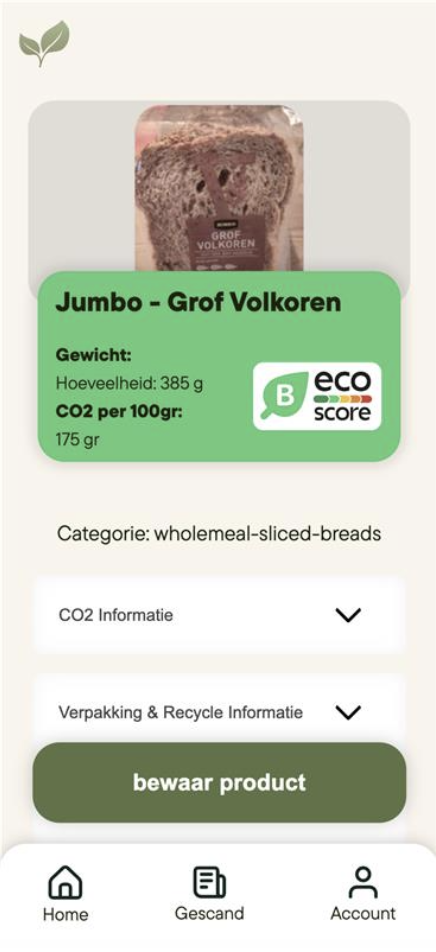 JUMBO
GROF
VOLKOREN
Jumbo - Grof Volkoren
Gewicht:
Hoeveelheid: 385 g
CO2 per 100gr:
175 gr
B
eco
score
Categorie: wholemeal-sliced-breads
CO2 Informatie
Verpakking & Recycle Informatie
bewaar product
Home
Gescand
Account